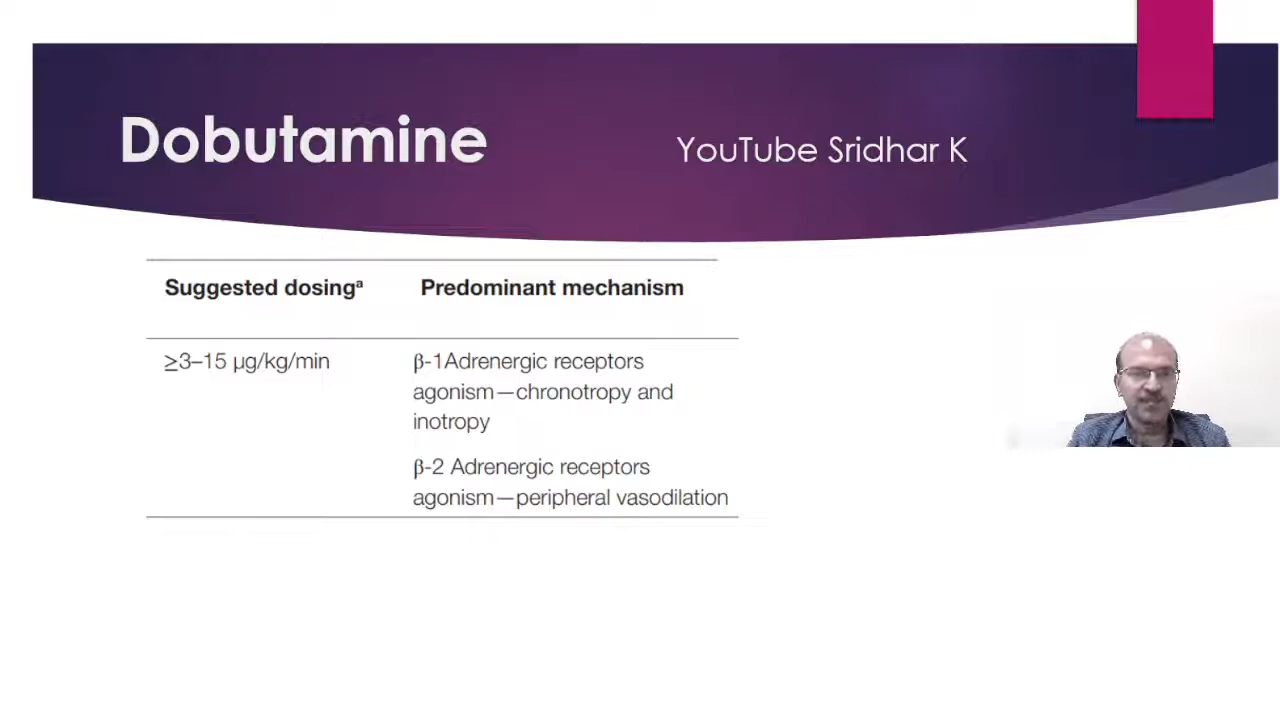 Dobutamine
YouTube Sridhar K
Suggested dosingᵃ Predominant mechanism
≥3–15 µg/kg/min β-1Adrenergic receptors
agonism—chronotropy and
inotropy
β-2 Adrenergic receptors
agonism—peripheral vasodilation